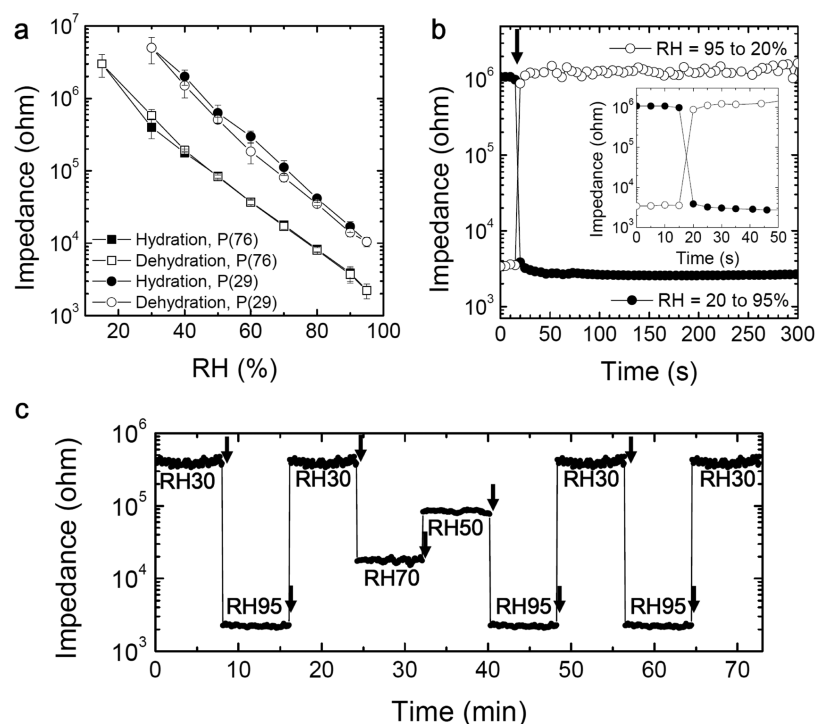 a
10^7
10^6
10^5
10^4
10^3
Impedance (ohm)
Hydration, P(76)
Dehydration, P(76)
Hydration, P(29)
Dehydration, P(29)
20 40 60 80 100
RH (%)
b
10^6
10^5
10^4
10^3
Impedance (ohm)
RH = 95 to 20%
10^6
10^5
10^4
10^3
Impedance (ohm)
0 10 20 30 40 50
Time (s)
RH = 20 to 95%
0 50 100 150 200 250 300
Time (s)
c
10^6
10^5
10^4
10^3
Impedance (ohm)
RH30 RH30 RH30 RH30
RH50
RH70
RH95 RH95 RH95
0 10 20 30 40 50 60 70
Time (min)